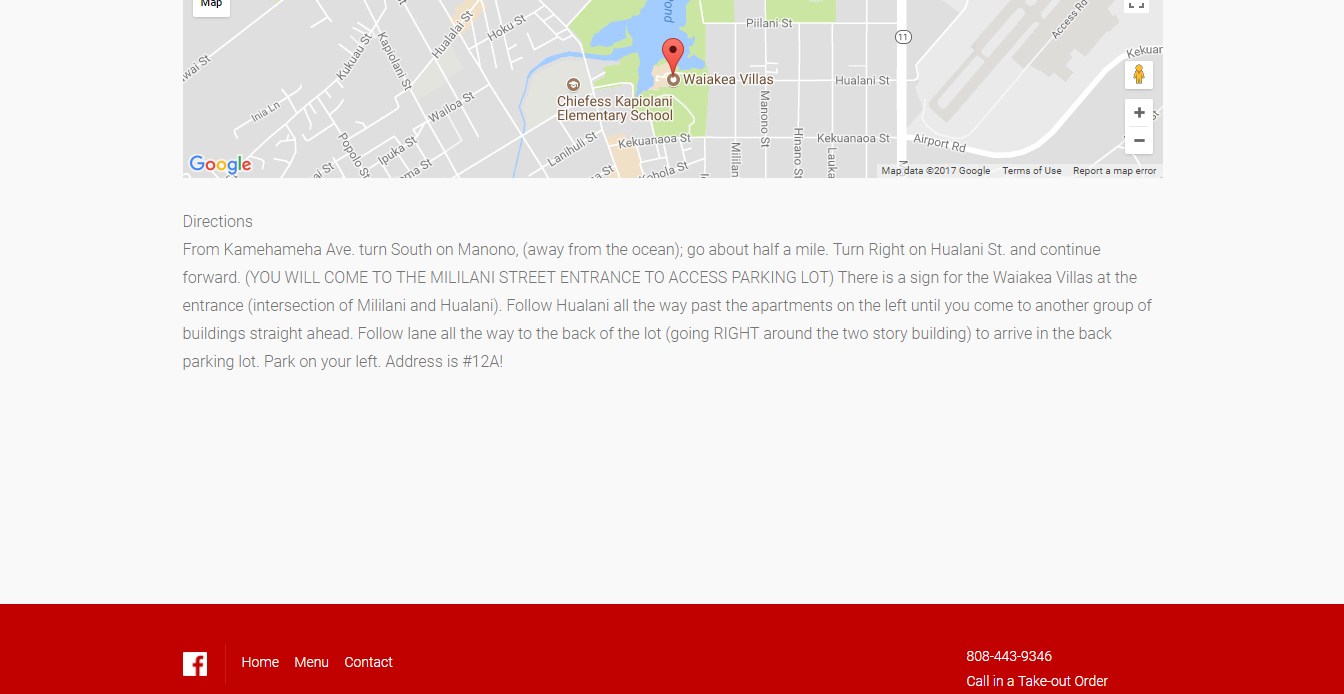 Map
Piilani St
11
Access Rd
Hoku St
Hualalai St
Kapiolani St
Kukuau St
Kekuar
Waiakea Villas
Hualani St
Chiefess Kapiolani
Elementary School
Wailoa St
Inia Ln
Manono St
Hinano St
Kekuanaoa St
Kekuanaoa St
Airport Rd
Lanihuli St
Popolo St
Ipuka St
Google
Map data ©2017 Google Terms of Use Report a map error
Directions
From Kamehameha Ave. turn South on Manono, (away from the ocean); go about half a mile. Turn Right on Hualani St. and continue
forward. (YOU WILL COME TO THE MILILANI STREET ENTRANCE TO ACCESS PARKING LOT) There is a sign for the Waiakea Villas at the
entrance (intersection of Mililani and Hualani). Follow Hualani all the way past the apartments on the left until you come to another group of
buildings straight ahead. Follow lane all the way to the back of the lot (going RIGHT around the two story building) to arrive in the back
parking lot. Park on your left. Address is #12A!
Home Menu Contact
808-443-9346
Call in a Take-out Order